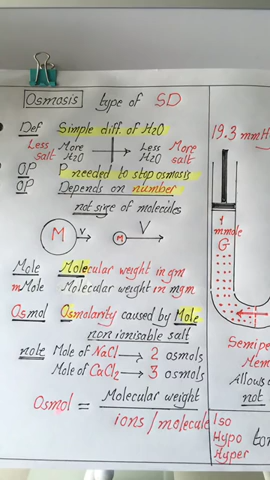 Osmosis type of SD
Def Simple diff. of H2O
Less salt More H2O Less H2O More salt
OP P needed to stop osmosis
OP Depends on number
not size of molecules
M v M V
Mole Molecular weight in gm
mMole Molecular weight in mgm
Osmol Osmolarity caused by Mole
non ionisable salt
note Mole of NaCl → 2 osmols
Mole of CaCl2 → 3 osmols
Osmol = Molecular weight
ions/molecule
19.3 mmH
1 mmole G
Semipe
Mem
Allows
not
Iso
Hypo ton
Hyper